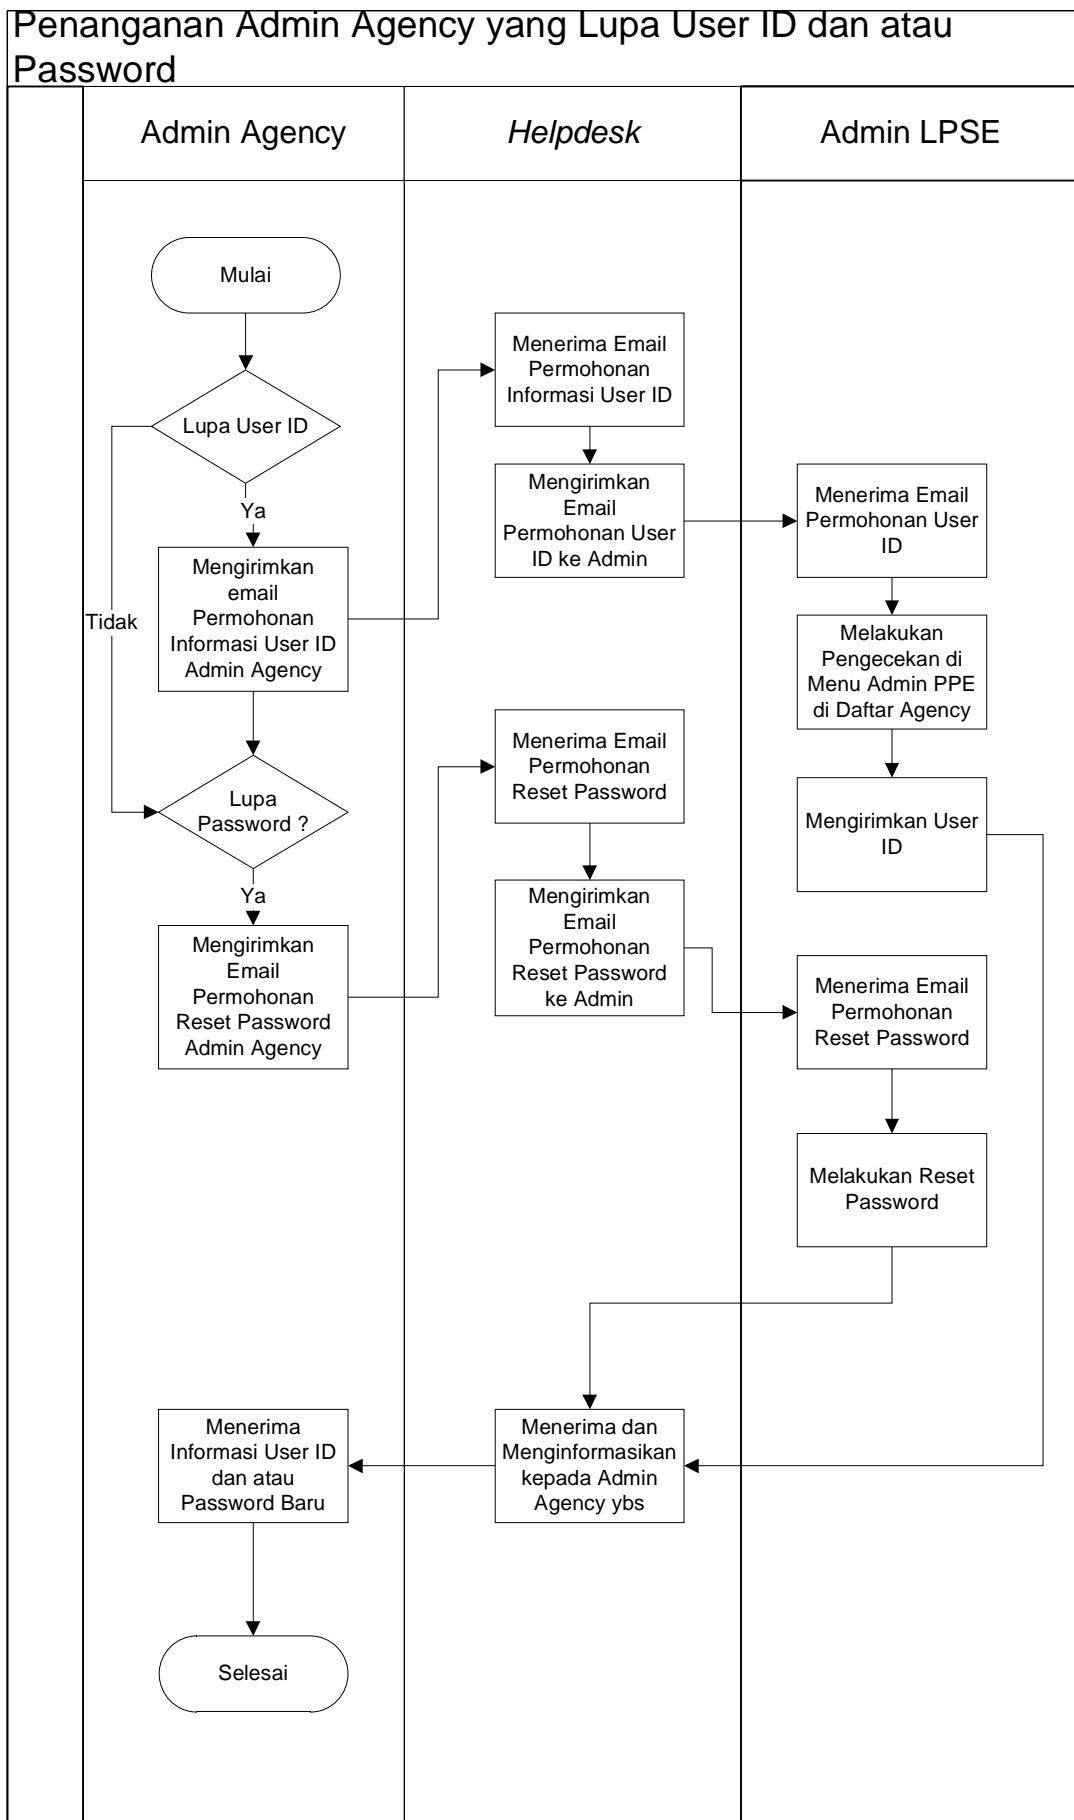 Penanganan Admin Agency yang Lupa User ID dan atau
Password
Admin Agency
Helpdesk
Admin LPSE
Mulai
Lupa User ID
Ya
Tidak
Mengirimkan
email
Permohonan
Informasi User ID
Admin Agency
Lupa
Password ?
Ya
Mengirimkan
Email
Permohonan
Reset Password
Admin Agency
Menerima
Informasi User ID
dan atau
Password Baru
Selesai
Menerima Email
Permohonan
Informasi User ID
Mengirimkan
Email
Permohonan User
ID ke Admin
Menerima Email
Permohonan
Reset Password
Mengirimkan
Email
Permohonan
Reset Password
ke Admin
Menerima dan
Menginformasikan
kepada Admin
Agency ybs
Menerima Email
Permohonan User
ID
Melakukan
Pengecekan di
Menu Admin PPE
di Daftar Agency
Mengirimkan User
ID
Menerima Email
Permohonan
Reset Password
Melakukan Reset
Password